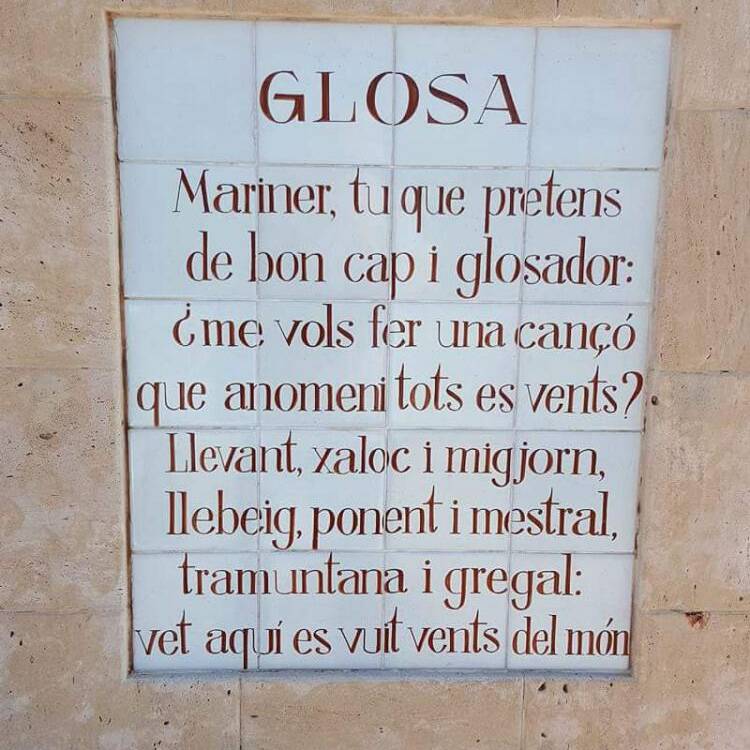 GLOSA
Mariner, tu que pretens
de bon cap i glosador:
¿me vols fer una cançó
que anomeni tots es vents?
Llevant, xaloc i migjorn,
llebeig, ponent i mestral,
tramuntana i gregal:
vet aquí es vuit vents del món